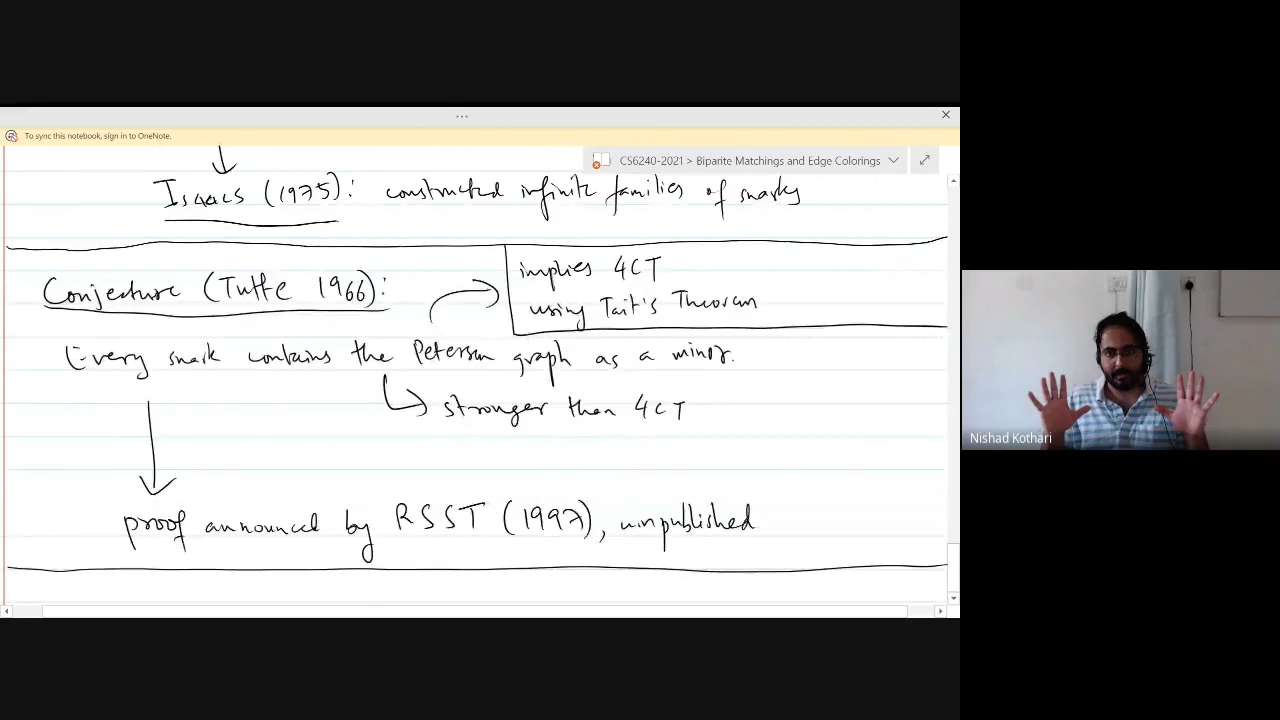 To sync this notebook, sign in to OneNote.
CS6240-2021 > Biparite Matchings and Edge Colorings
Isaacs (1975): constructed infinite families of snarks
Conjecture (Tutte 1966):
implies 4CT
using Tait's Theorem
Every snark contains the Petersen graph as a minor.
stronger than 4CT
proof announced by RSST (1997), unpublished
Nishad Kothari